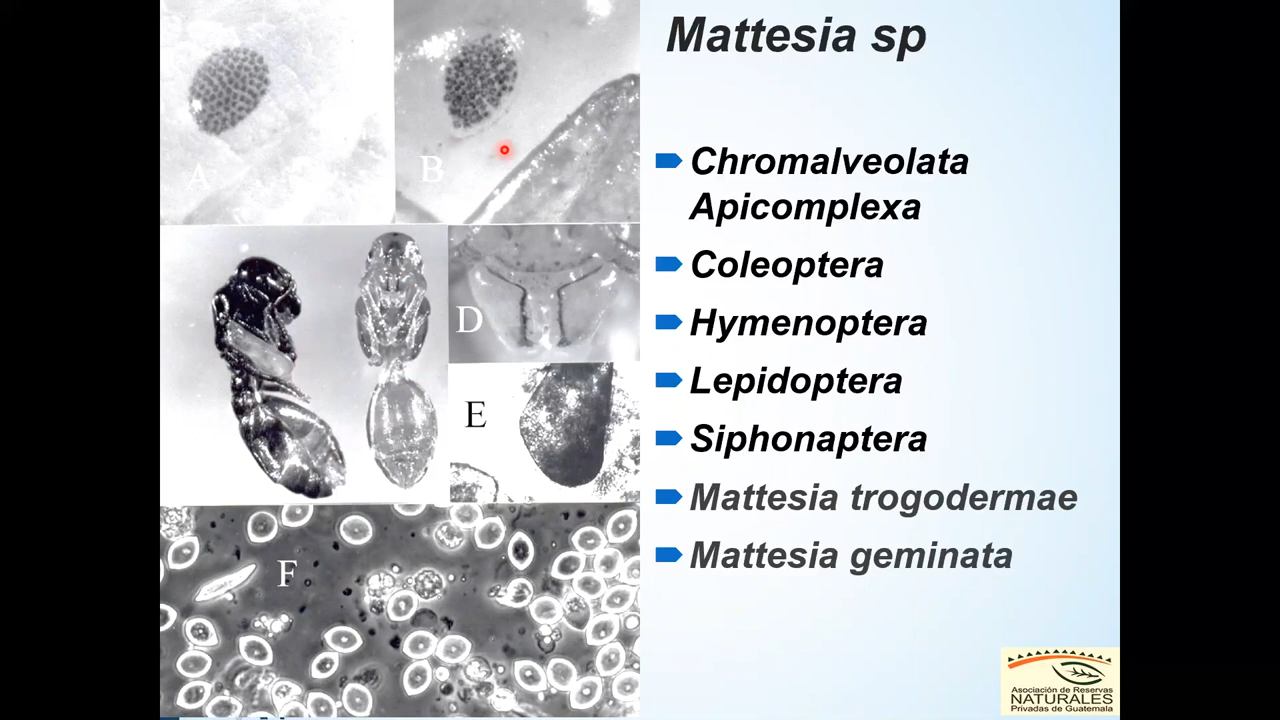 Mattesia sp
A
B
D
E
F
Chromalveolata
Apicomplexa
Coleoptera
Hymenoptera
Lepidoptera
Siphonaptera
Mattesia trogodermae
Mattesia geminata
Asociación de Reservas
NATURALES
Privadas de Guatemala